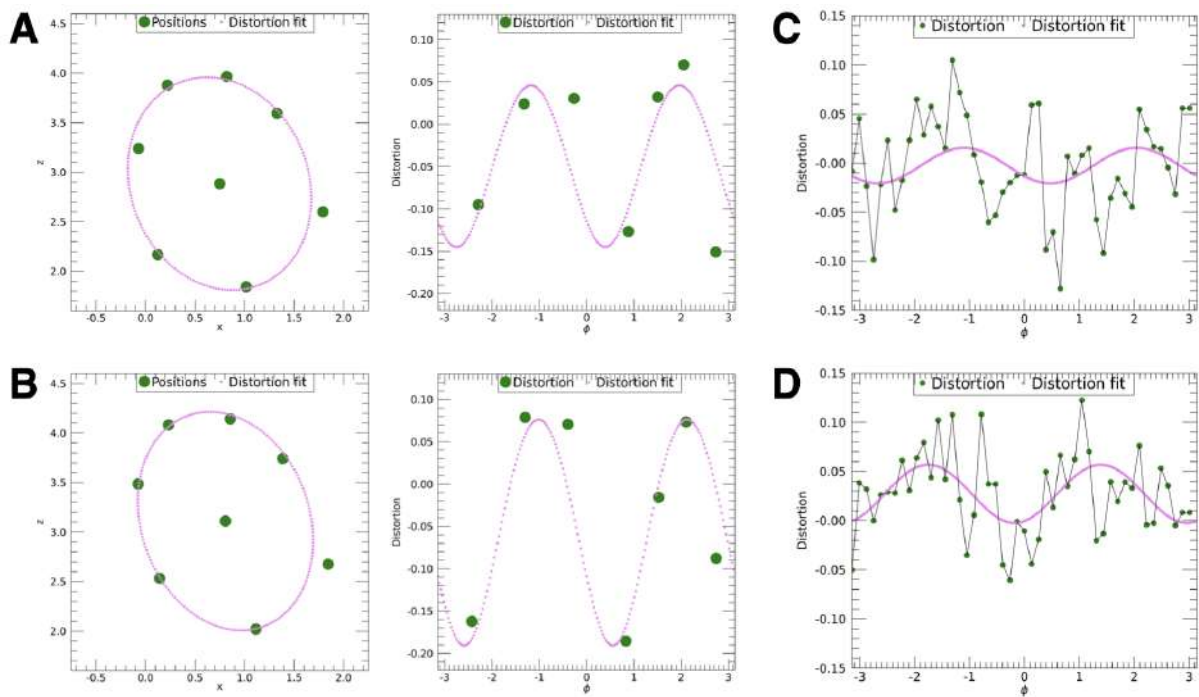 A
Positions Distortion fit
4.5
4.0
3.5
3.0
2.5
2.0
z
-0.5 0.0 0.5 1.0 1.5 2.0
x
Distortion Distortion fit
0.10
0.05
0.00
-0.05
-0.10
-0.15
-0.20
Distortion
-3 -2 -1 0 1 2 3
ϕ
C
Distortion Distortion fit
0.15
0.10
0.05
-0.00
-0.05
-0.10
-0.15
Distortion
-3 -2 -1 0 1 2 3
ϕ
B
Positions Distortion fit
4.5
4.0
3.5
3.0
2.5
2.0
z
-0.5 0.0 0.5 1.0 1.5 2.0
x
Distortion Distortion fit
0.10
0.05
0.00
-0.05
-0.10
-0.15
-0.20
Distortion
-3 -2 -1 0 1 2 3
ϕ
D
Distortion Distortion fit
0.15
0.10
0.05
-0.00
-0.05
-0.10
-0.15
Distortion
-3 -2 -1 0 1 2 3
ϕ